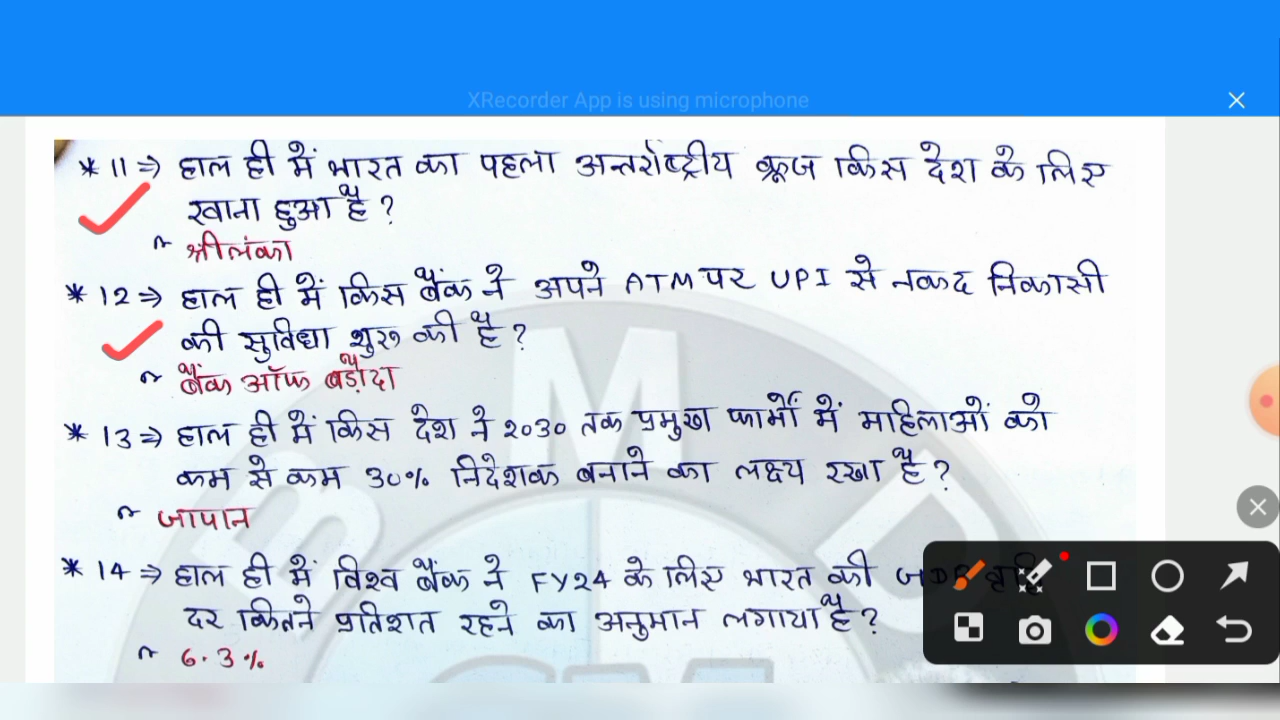 XRecorder App is using microphone
* 11 ⇒ हाल ही में भारत का पहला अन्तर्राष्ट्रीय क्रूज किस देश के लिए
रवाना हुआ है ?
~ श्रीलंका
* 12 ⇒ हाल ही में किस बैंक ने अपने ATM पर UPI से नकद निकासी
की सुविधा शुरू की है ?
~ बैंक ऑफ बड़ौदा
* 13 ⇒ हाल ही में किस देश ने 2030 तक प्रमुख फार्मों में महिलाओं को
कम से कम 30% निदेशक बनाने का लक्ष्य रखा है ?
~ जापान
* 14 ⇒ हाल ही में विश्व बैंक ने FY24 के लिए भारत की GDP
दर कितने प्रतिशत रहने का अनुमान लगाया है ?
~ 6.3%